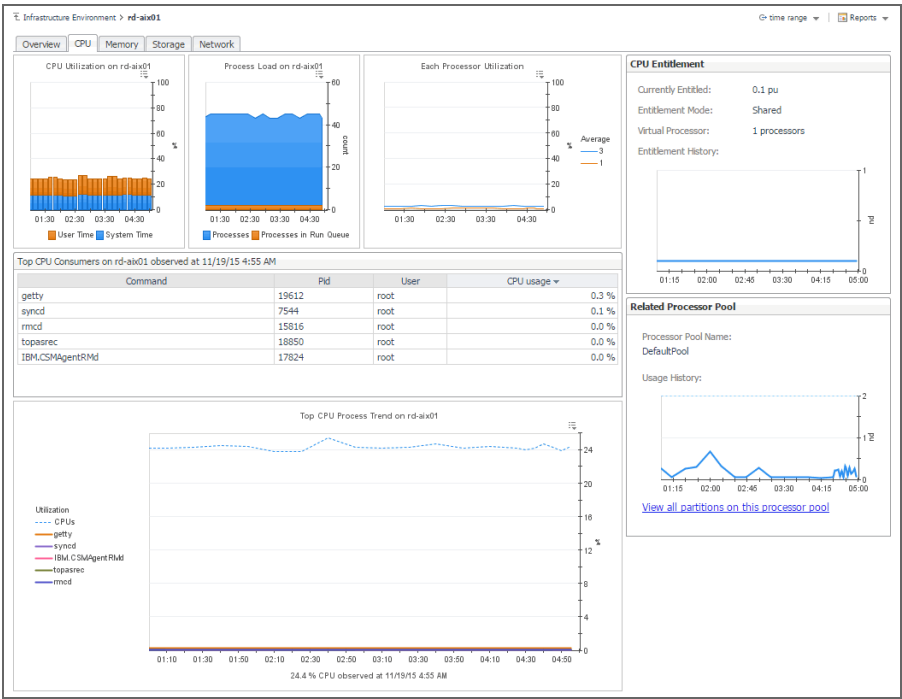 Infrastructure Environment > rd-aix01
time range
Reports
Overview CPU Memory Storage Network
CPU Utilization on rd-aix01
100
80
60
40
20
0
%
01:30 02:30 03:30 04:30
User Time System Time
Process Load on rd-aix01
60
40
20
0
count
01:30 02:30 03:30 04:30
Processes Processes in Run Queue
Each Processor Utilization
100
80
60
40
20
0
%
01:30 02:30 03:30 04:30
Average
3
1
CPU Entitlement
Currently Entitled: 0.1 pu
Entitlement Mode: Shared
Virtual Processor: 1 processors
Entitlement History:
1
0
pu
01:15 02:00 02:45 03:30 04:15 05:00
Top CPU Consumers on rd-aix01 observed at 11/19/15 4:55 AM
Command Pid User CPU usage
getty 19612 root 0.3 %
syncd 7544 root 0.1 %
rmcd 15816 root 0.0 %
topasrec 18850 root 0.0 %
IBM.CSMAgentRMd 17824 root 0.0 %
Related Processor Pool
Processor Pool Name:
DefaultPool
Usage History:
2
1
0
pu
01:15 02:00 02:45 03:30 04:15 05:00
View all partitions on this processor pool
Top CPU Process Trend on rd-aix01
24
20
16
12
8
4
0
%
Utilization
CPUs
getty
syncd
IBM.CSMAgentRMd
topasrec
rmcd
01:10 01:30 01:50 02:10 02:30 02:50 03:10 03:30 03:50 04:10 04:30 04:50
24.4 % CPU observed at 11/19/15 4:55 AM